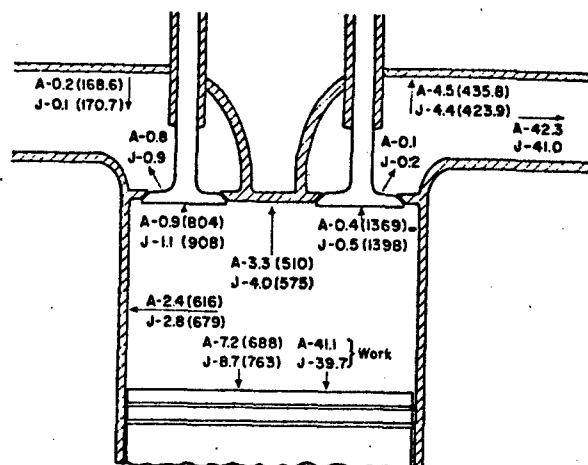 A-0.2(168.6)
J-0.1(170.7)
A-4.5(435.8)
J-4.4(423.9)
A-42.3
J-41.0
A-0.8
J-0.9
A-0.1
J-0.2
A-0.9(804)
J-1.1 (908)
A-0.4(1369)
J-0.5(1398)
A-3.3(510)
J-4.0(575)
A-2.4(616)
J-2.8(679)
A-7.2(688)
J-8.7(763)
A-41.1
J-39.7
Work